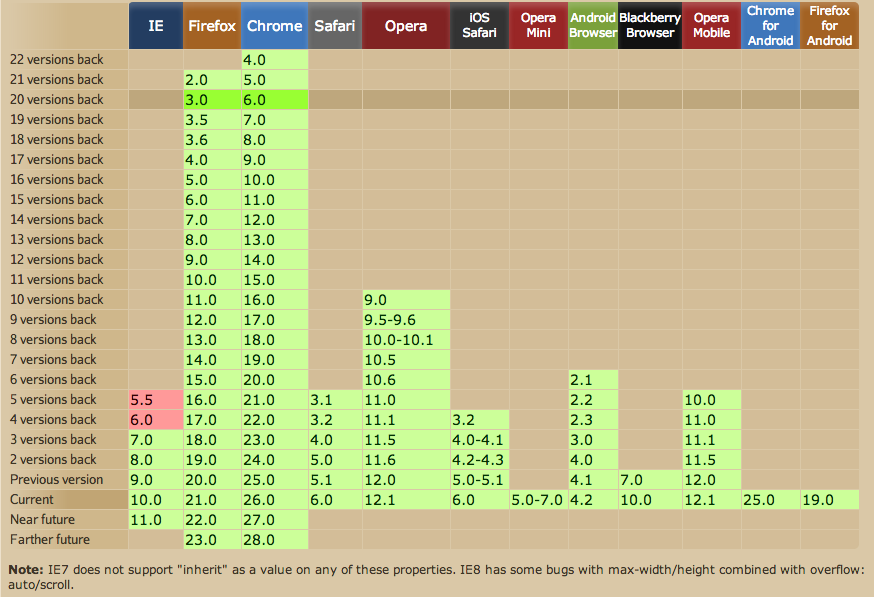 IE Firefox Chrome Safari Opera iOS Safari Opera Mini Android Browser Blackberry Browser Opera Mobile Chrome for Android Firefox for Android
22 versions back 4.0
21 versions back 2.0 5.0
20 versions back 3.0 6.0
19 versions back 3.5 7.0
18 versions back 3.6 8.0
17 versions back 4.0 9.0
16 versions back 5.0 10.0
15 versions back 6.0 11.0
14 versions back 7.0 12.0
13 versions back 8.0 13.0
12 versions back 9.0 14.0
11 versions back 10.0 15.0
10 versions back 11.0 16.0 9.0
9 versions back 12.0 17.0 9.5-9.6
8 versions back 13.0 18.0 10.0-10.1
7 versions back 14.0 19.0 10.5
6 versions back 15.0 20.0 10.6 2.1
5 versions back 5.5 16.0 21.0 3.1 11.0 2.2 10.0
4 versions back 6.0 17.0 22.0 3.2 11.1 3.2 2.3 11.0
3 versions back 7.0 18.0 23.0 4.0 11.5 4.0-4.1 3.0 11.1
2 versions back 8.0 19.0 24.0 5.0 11.6 4.2-4.3 4.0 11.5
Previous version 9.0 20.0 25.0 5.1 12.0 5.0-5.1 4.1 7.0 12.0
Current 10.0 21.0 26.0 6.0 12.1 6.0 5.0-7.0 4.2 10.0 12.1 25.0 19.0
Near future 11.0 22.0 27.0
Farther future 23.0 28.0
Note: IE7 does not support "inherit" as a value on any of these properties. IE8 has some bugs with max-width/height combined with overflow:
auto/scroll.